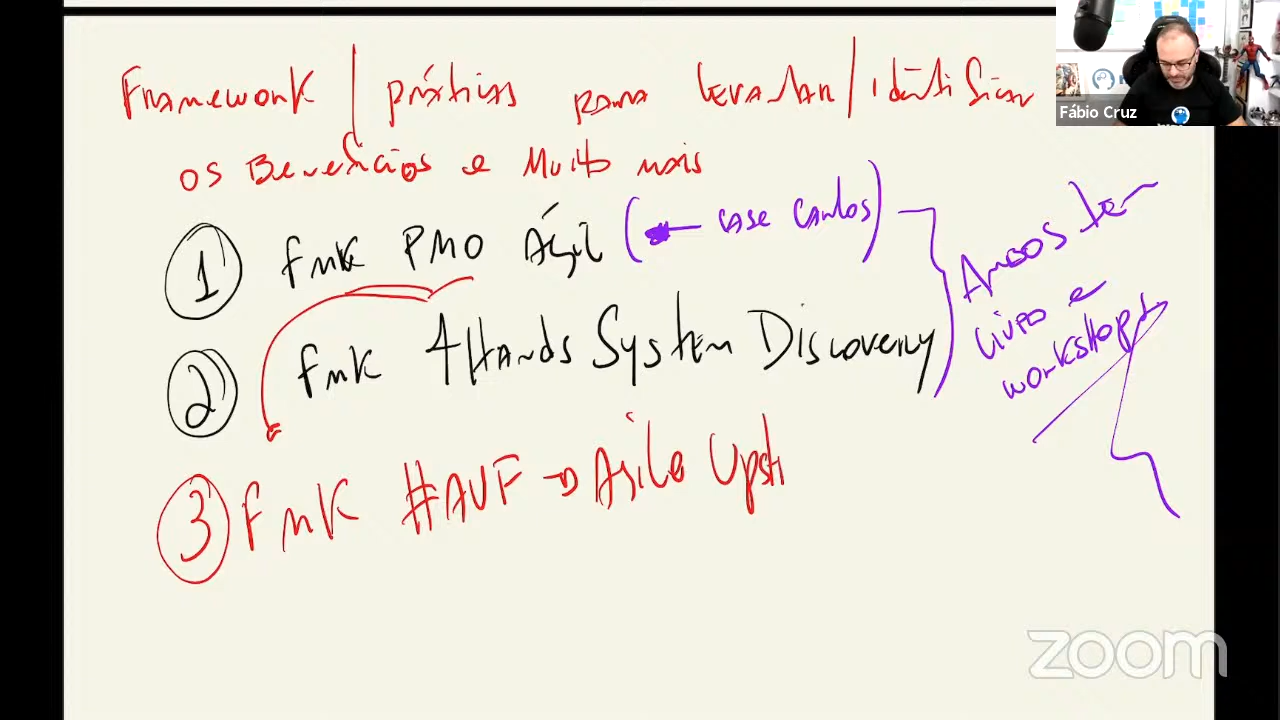 Fábio Cruz
Framework / práticas para levantar / identificar
os Benefícios e Muito mais
1 FMK PMO Ágil (← case Carlos)
2 FMK 4Hands System Discovery
Ambos tem
livro e
workshop
3 FMK #AUF → Agile Upst
zoom